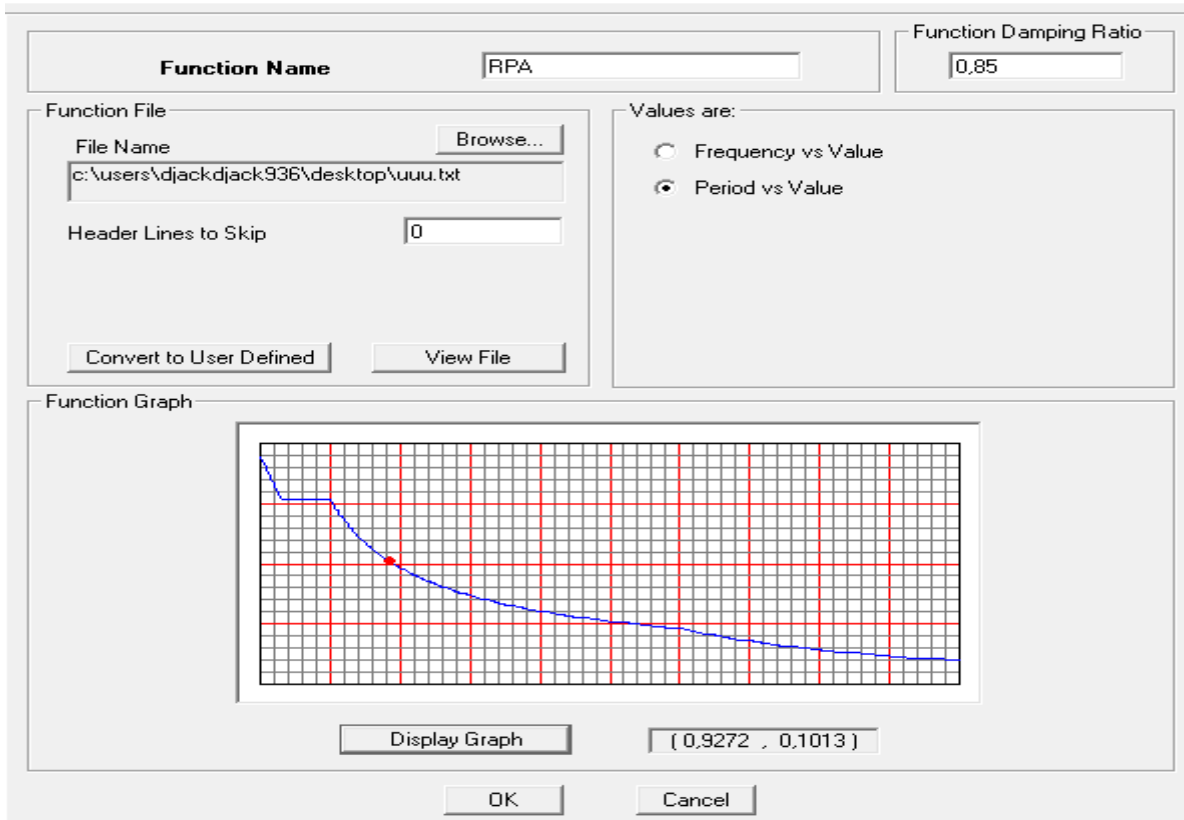 Function Damping Ratio
Function Name
RPA
0,85
Function File
File Name
Browse...
c:\users\djackdjack936\desktop\uuu.txt
Header Lines to Skip
0
Convert to User Defined
View File
Values are:
Frequency vs Value
Period vs Value
Function Graph
Display Graph
( 0,9272 , 0,1013 )
OK
Cancel